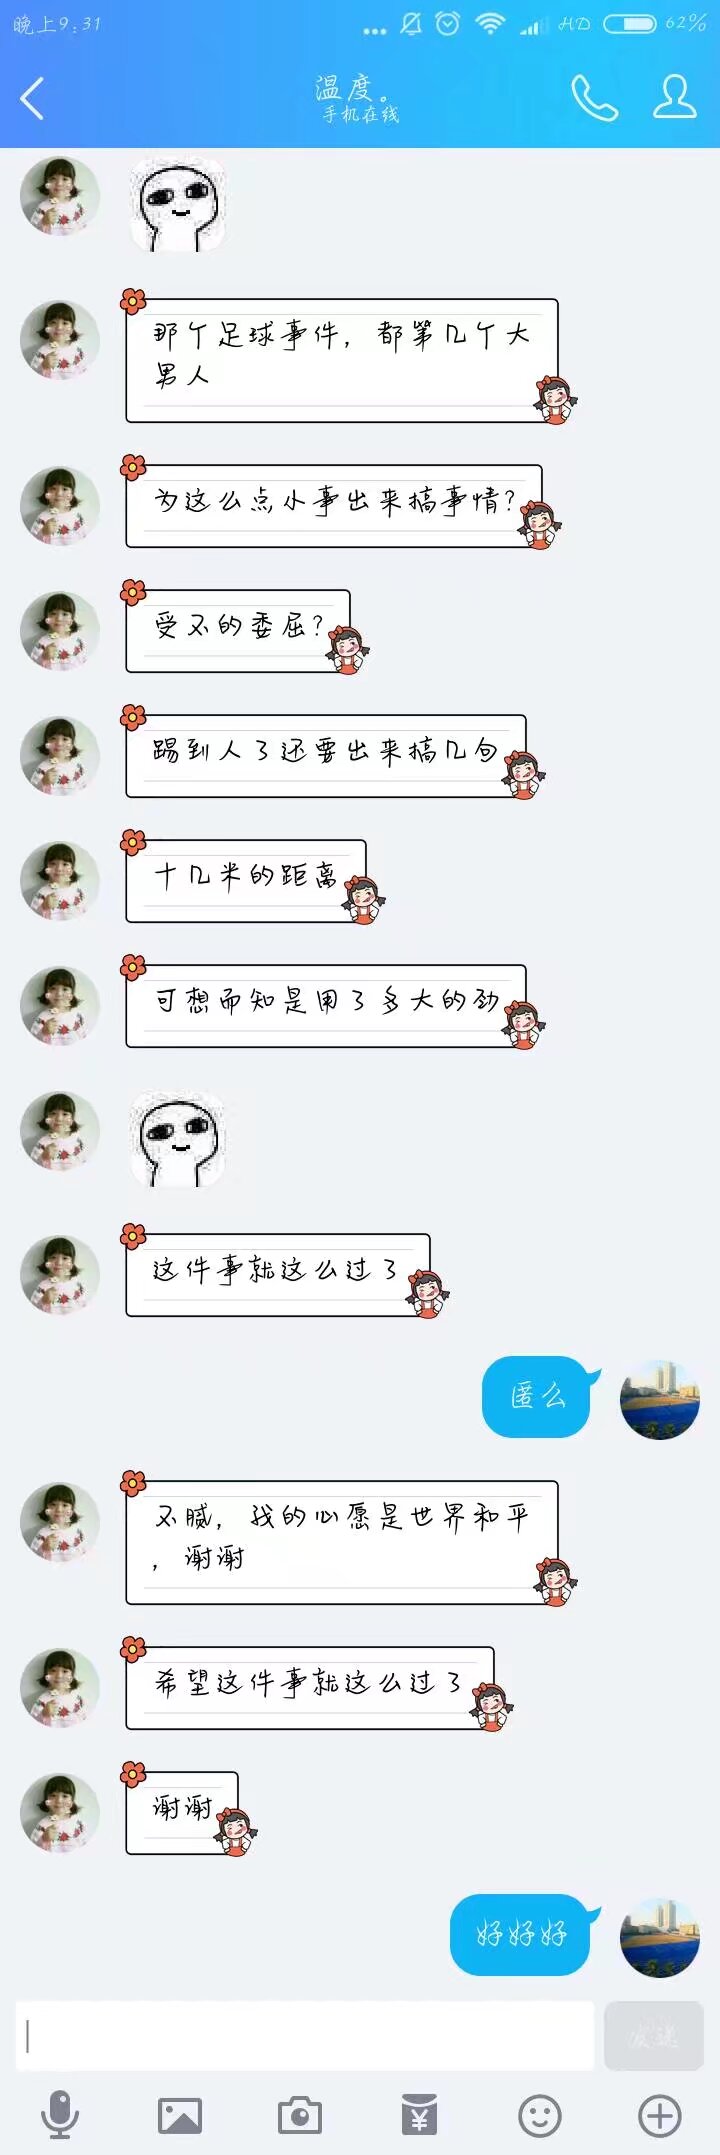 晚上9:31
HD
62%
温度。
手机在线
那个足球事件，都第几个大
男人
为这么点小事出来搞事情？
受不的委屈？
踢到人了还要出来搞几句
十几米的距离
可想而知是用了多大的劲
这件事就这么过了
匿么
不腻，我的心愿是世界和平
，谢谢
希望这件事就这么过了
谢谢
好好好
发送